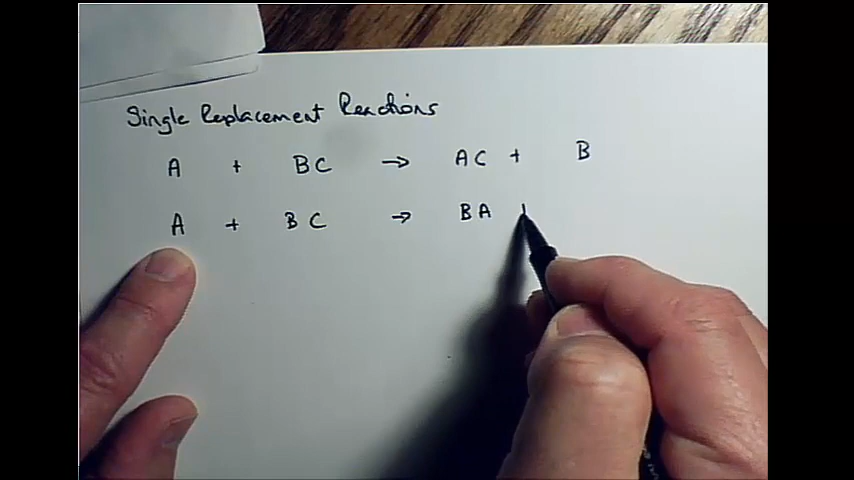 Single Replacement Reactions
A + BC → AC + B
A + BC → BA